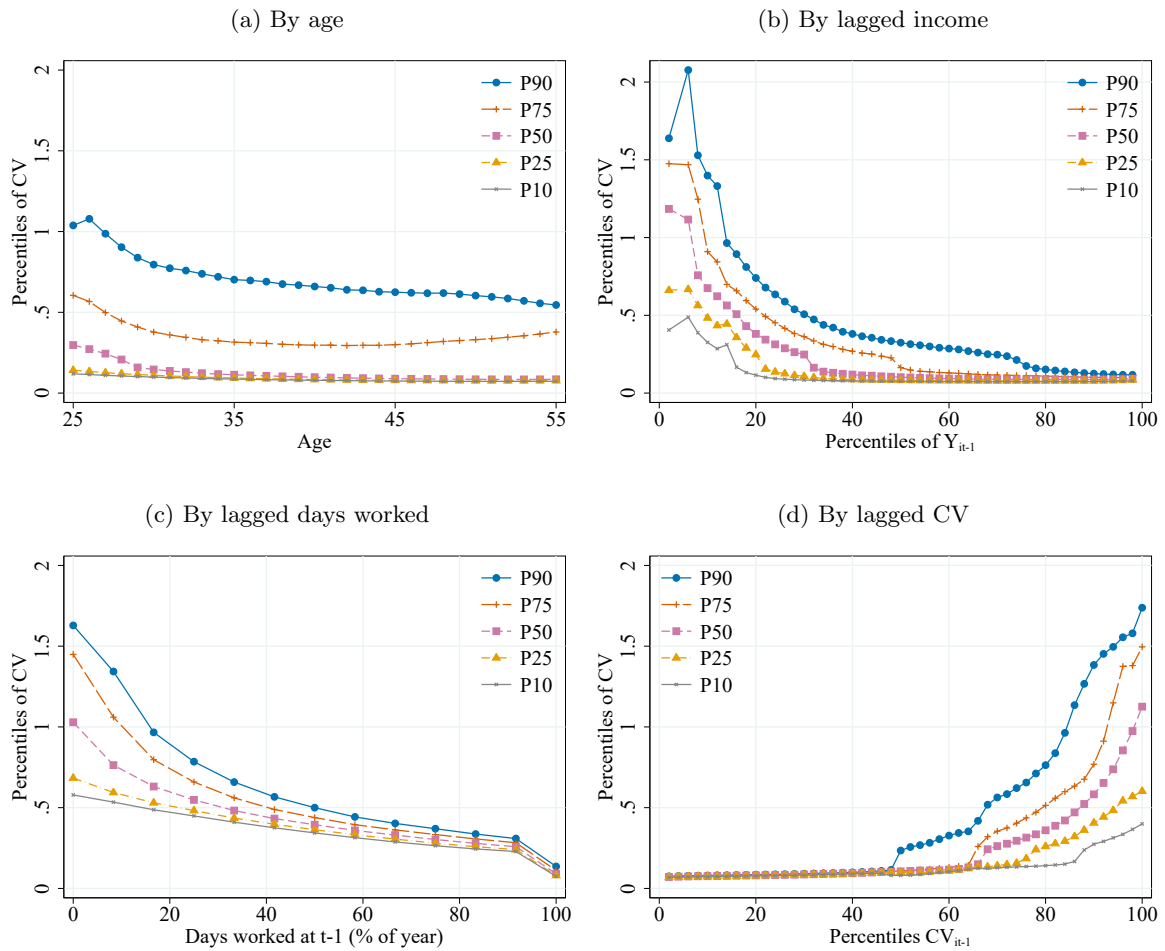 (a) By age
Percentiles of CV
2
1.5
1
.5
0
25
35
45
55
Age
P90
P75
P50
P25
P10
(b) By lagged income
Percentiles of CV
2
1.5
1
.5
0
0
20
40
60
80
100
Percentiles of Y it-1
P90
P75
P50
P25
P10
(c) By lagged days worked
Percentiles of CV
2
1.5
1
.5
0
0
20
40
60
80
100
Days worked at t-1 (% of year)
P90
P75
P50
P25
P10
(d) By lagged CV
Percentiles of CV
2
1.5
1
.5
0
0
20
40
60
80
100
Percentiles CV it-1
P90
P75
P50
P25
P10